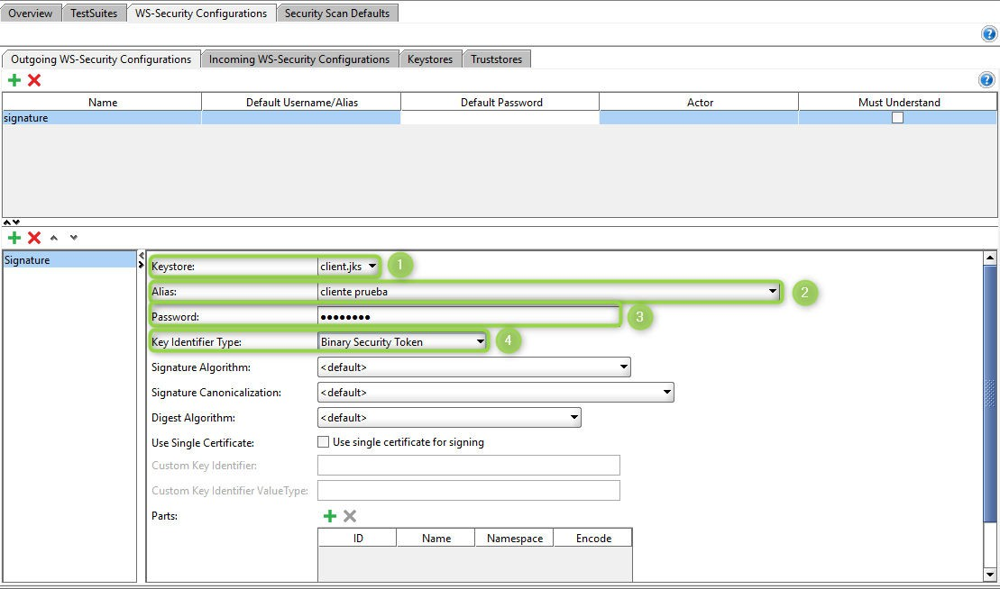 Overview TestSuites WS-Security Configurations Security Scan Defaults
?
Outgoing WS-Security Configurations Incoming WS-Security Configurations Keystores Truststores
?
Name Default Username/Alias Default Password Actor Must Understand
signature
Signature
Keystore: client.jks 1
Alias: cliente prueba 2
Password: ●●●●●●●● 3
Key Identifier Type: Binary Security Token 4
Signature Algorithm: <default>
Signature Canonicalization: <default>
Digest Algorithm: <default>
Use Single Certificate: Use single certificate for signing
Custom Key Identifier:
Custom Key Identifier ValueType:
Parts:
ID Name Namespace Encode